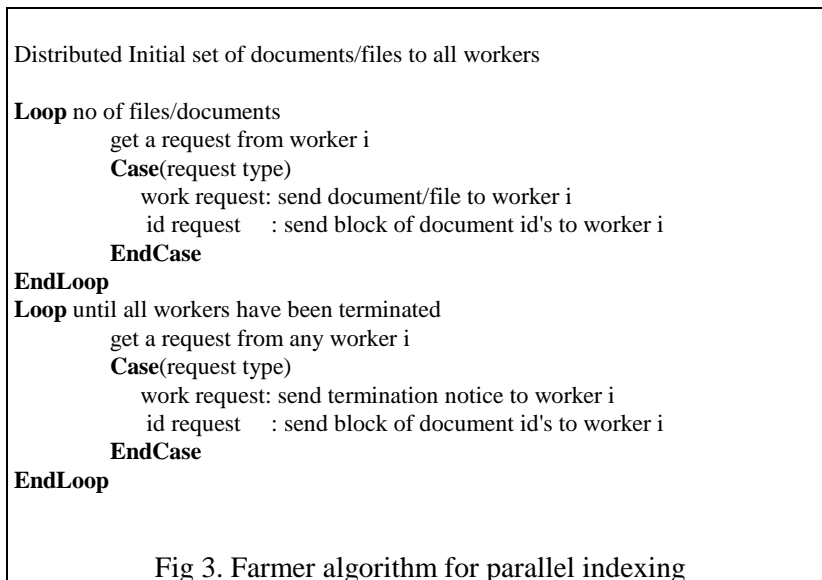 Distributed Initial set of documents/files to all workers
Loop no of files/documents
get a request from worker i
Case(request type)
work request: send document/file to worker i
id request : send block of document id's to worker i
EndCase
EndLoop
Loop until all workers have been terminated
get a request from any worker i
Case(request type)
work request: send termination notice to worker i
id request : send block of document id's to worker i
EndCase
EndLoop
Fig 3. Farmer algorithm for parallel indexing